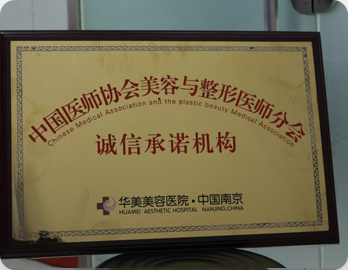 中国医师协会美容与整形医师分会
Chinese Medical Association and the plastic beauty Medical Association
诚信承诺机构
华美美容医院·中国南京
HUAMEI AESTHETIC HOSPITAL NANJING,CHINA